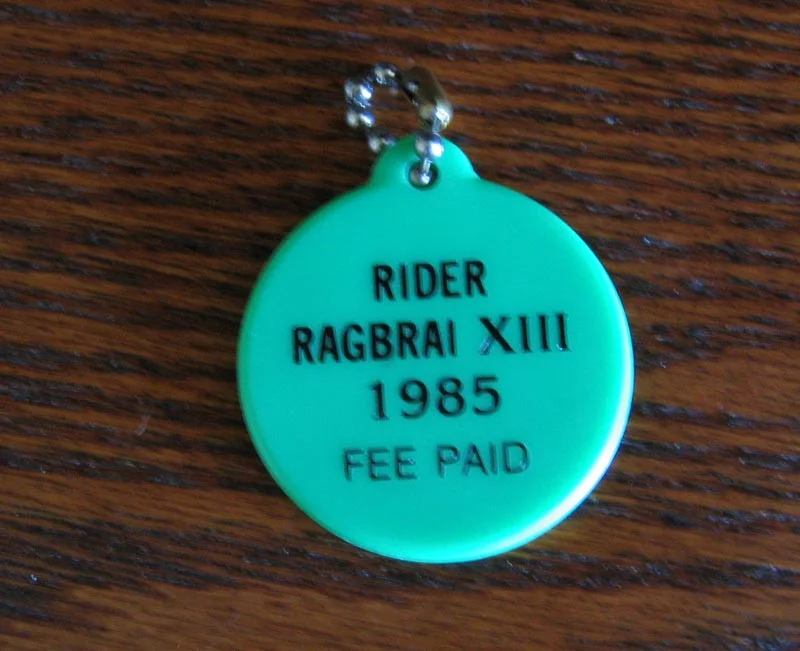 RIDER
RAGBRAI XIII
1985
FEE PAID